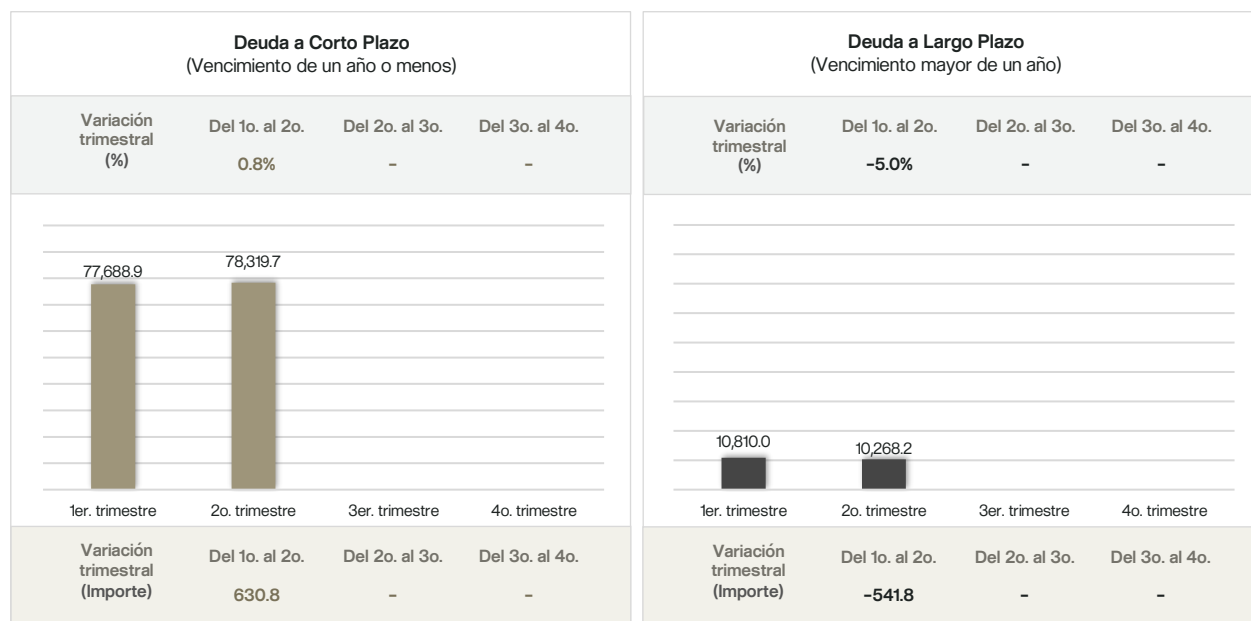 Deuda a Corto Plazo
(Vencimiento de un año o menos)
Variación
trimestral
(%)
Del 1o. al 2o.
Del 2o. al 3o.
Del 3o. al 4o.
0.8%
–
–
77,688.9
78,319.7
1er. trimestre
2o. trimestre
3er. trimestre
4o. trimestre
Variación
trimestral
(Importe)
Del 1o. al 2o.
Del 2o. al 3o.
Del 3o. al 4o.
630.8
–
–
Deuda a Largo Plazo
(Vencimiento mayor de un año)
Variación
trimestral
(%)
Del 1o. al 2o.
Del 2o. al 3o.
Del 3o. al 4o.
-5.0%
–
–
10,810.0
10,268.2
1er. trimestre
2o. trimestre
3er. trimestre
4o. trimestre
Variación
trimestral
(Importe)
Del 1o. al 2o.
Del 2o. al 3o.
Del 3o. al 4o.
-541.8
–
–